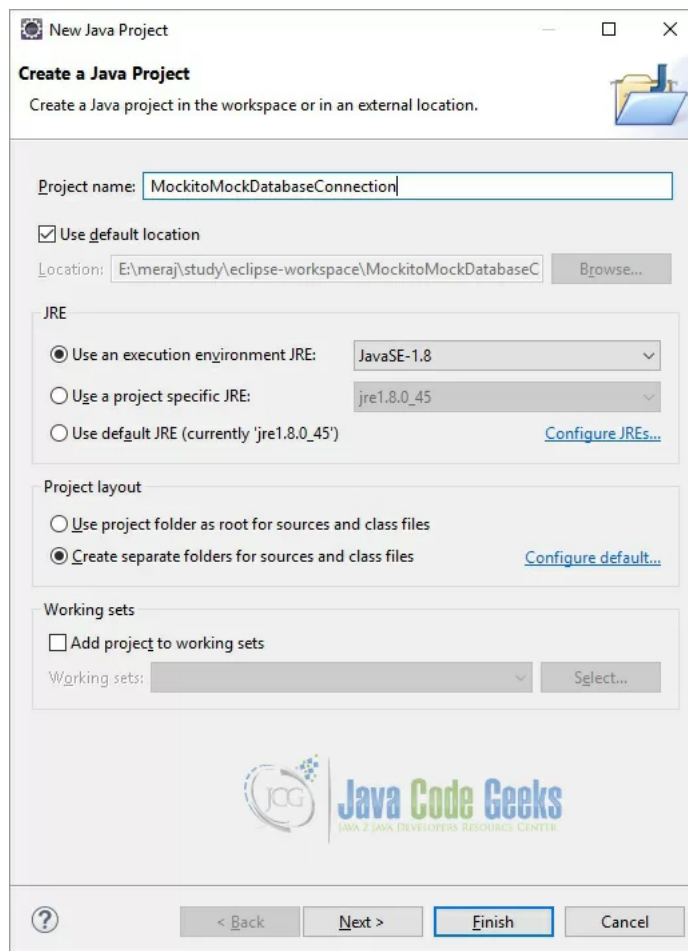 New Java Project
Create a Java Project
Create a Java project in the workspace or in an external location.
Project name: MockitoMockDatabaseConnection
Use default location
Location: E:\meraj\study\eclipse-workspace\MockitoMockDatabaseC Browse...
JRE
Use an execution environment JRE: JavaSE-1.8
Use a project specific JRE: jre1.8.0_45
Use default JRE (currently 'jre1.8.0_45') Configure JREs...
Project layout
Use project folder as root for sources and class files
Create separate folders for sources and class files Configure default...
Working sets
Add project to working sets
Working sets: Select...
JCG Java Code Geeks
JAVA 2 JAVA DEVELOPERS RESOURCE CENTER
? < Back Next > Finish Cancel